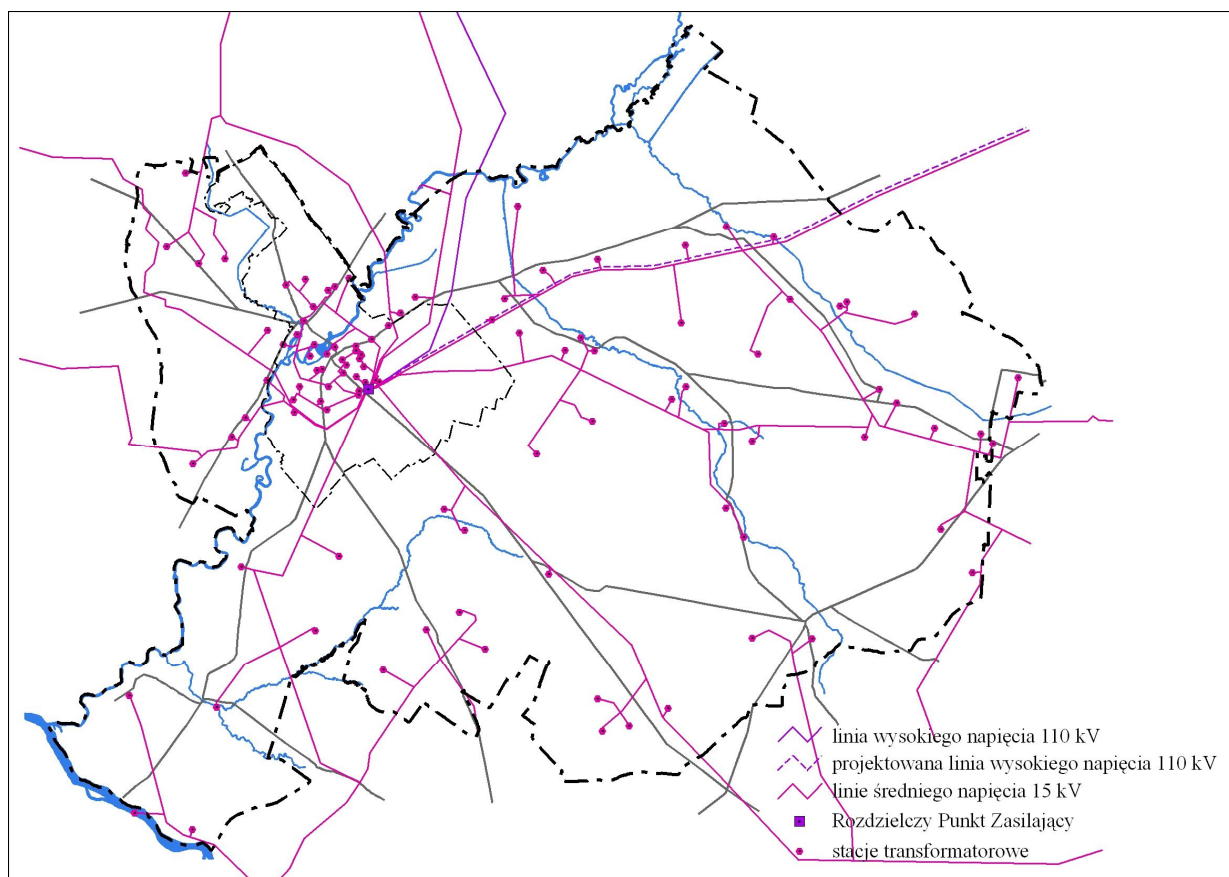 linia wysokiego napięcia 110 kV
projektowana linia wysokiego napięcia 110 kV
linie średniego napięcia 15 kV
Rozdzielczy Punkt Zasilający
stacje transformatorowe